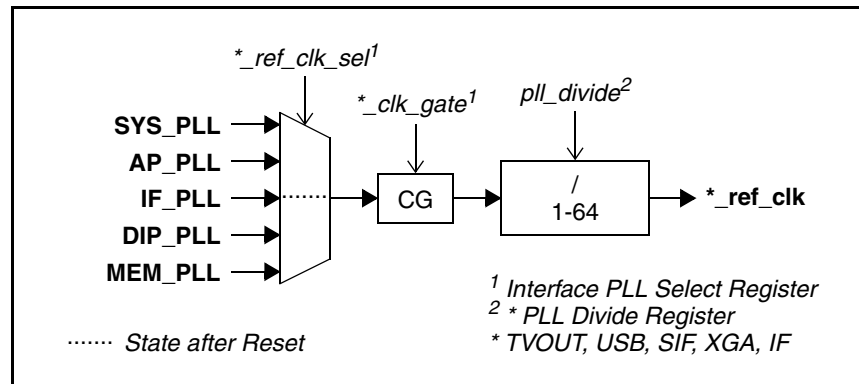 *_ref_clk_sel¹
*_clk_gate¹
pll_divide²
SYS_PLL
AP_PLL
IF_PLL
DIP_PLL
MEM_PLL
CG
/
1-64
*_ref_clk
¹ Interface PLL Select Register
² * PLL Divide Register
* TVOUT, USB, SIF, XGA, IF
State after Reset